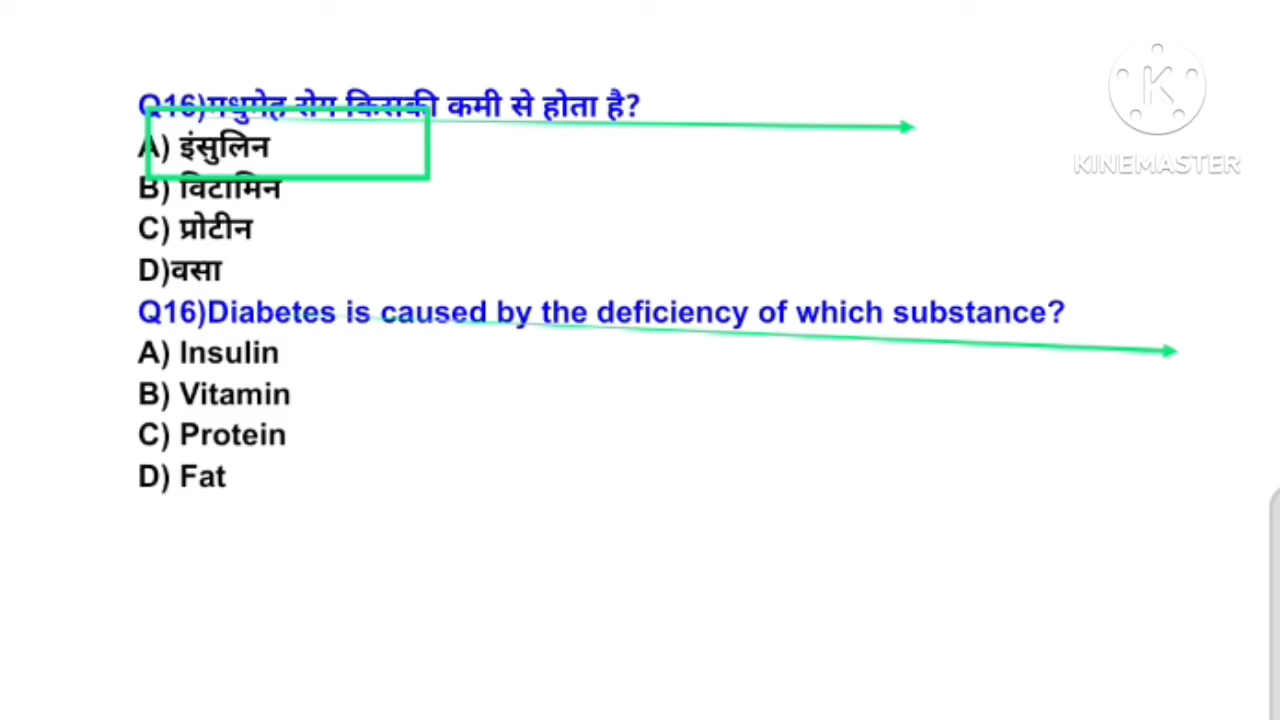 Q16)मधुमेह रोग किसकी कमी से होता है?
A) इंसुलिन
B) विटामिन
C) प्रोटीन
D)वसा
Q16)Diabetes is caused by the deficiency of which substance?
A) Insulin
B) Vitamin
C) Protein
D) Fat
K
KINEMASTER